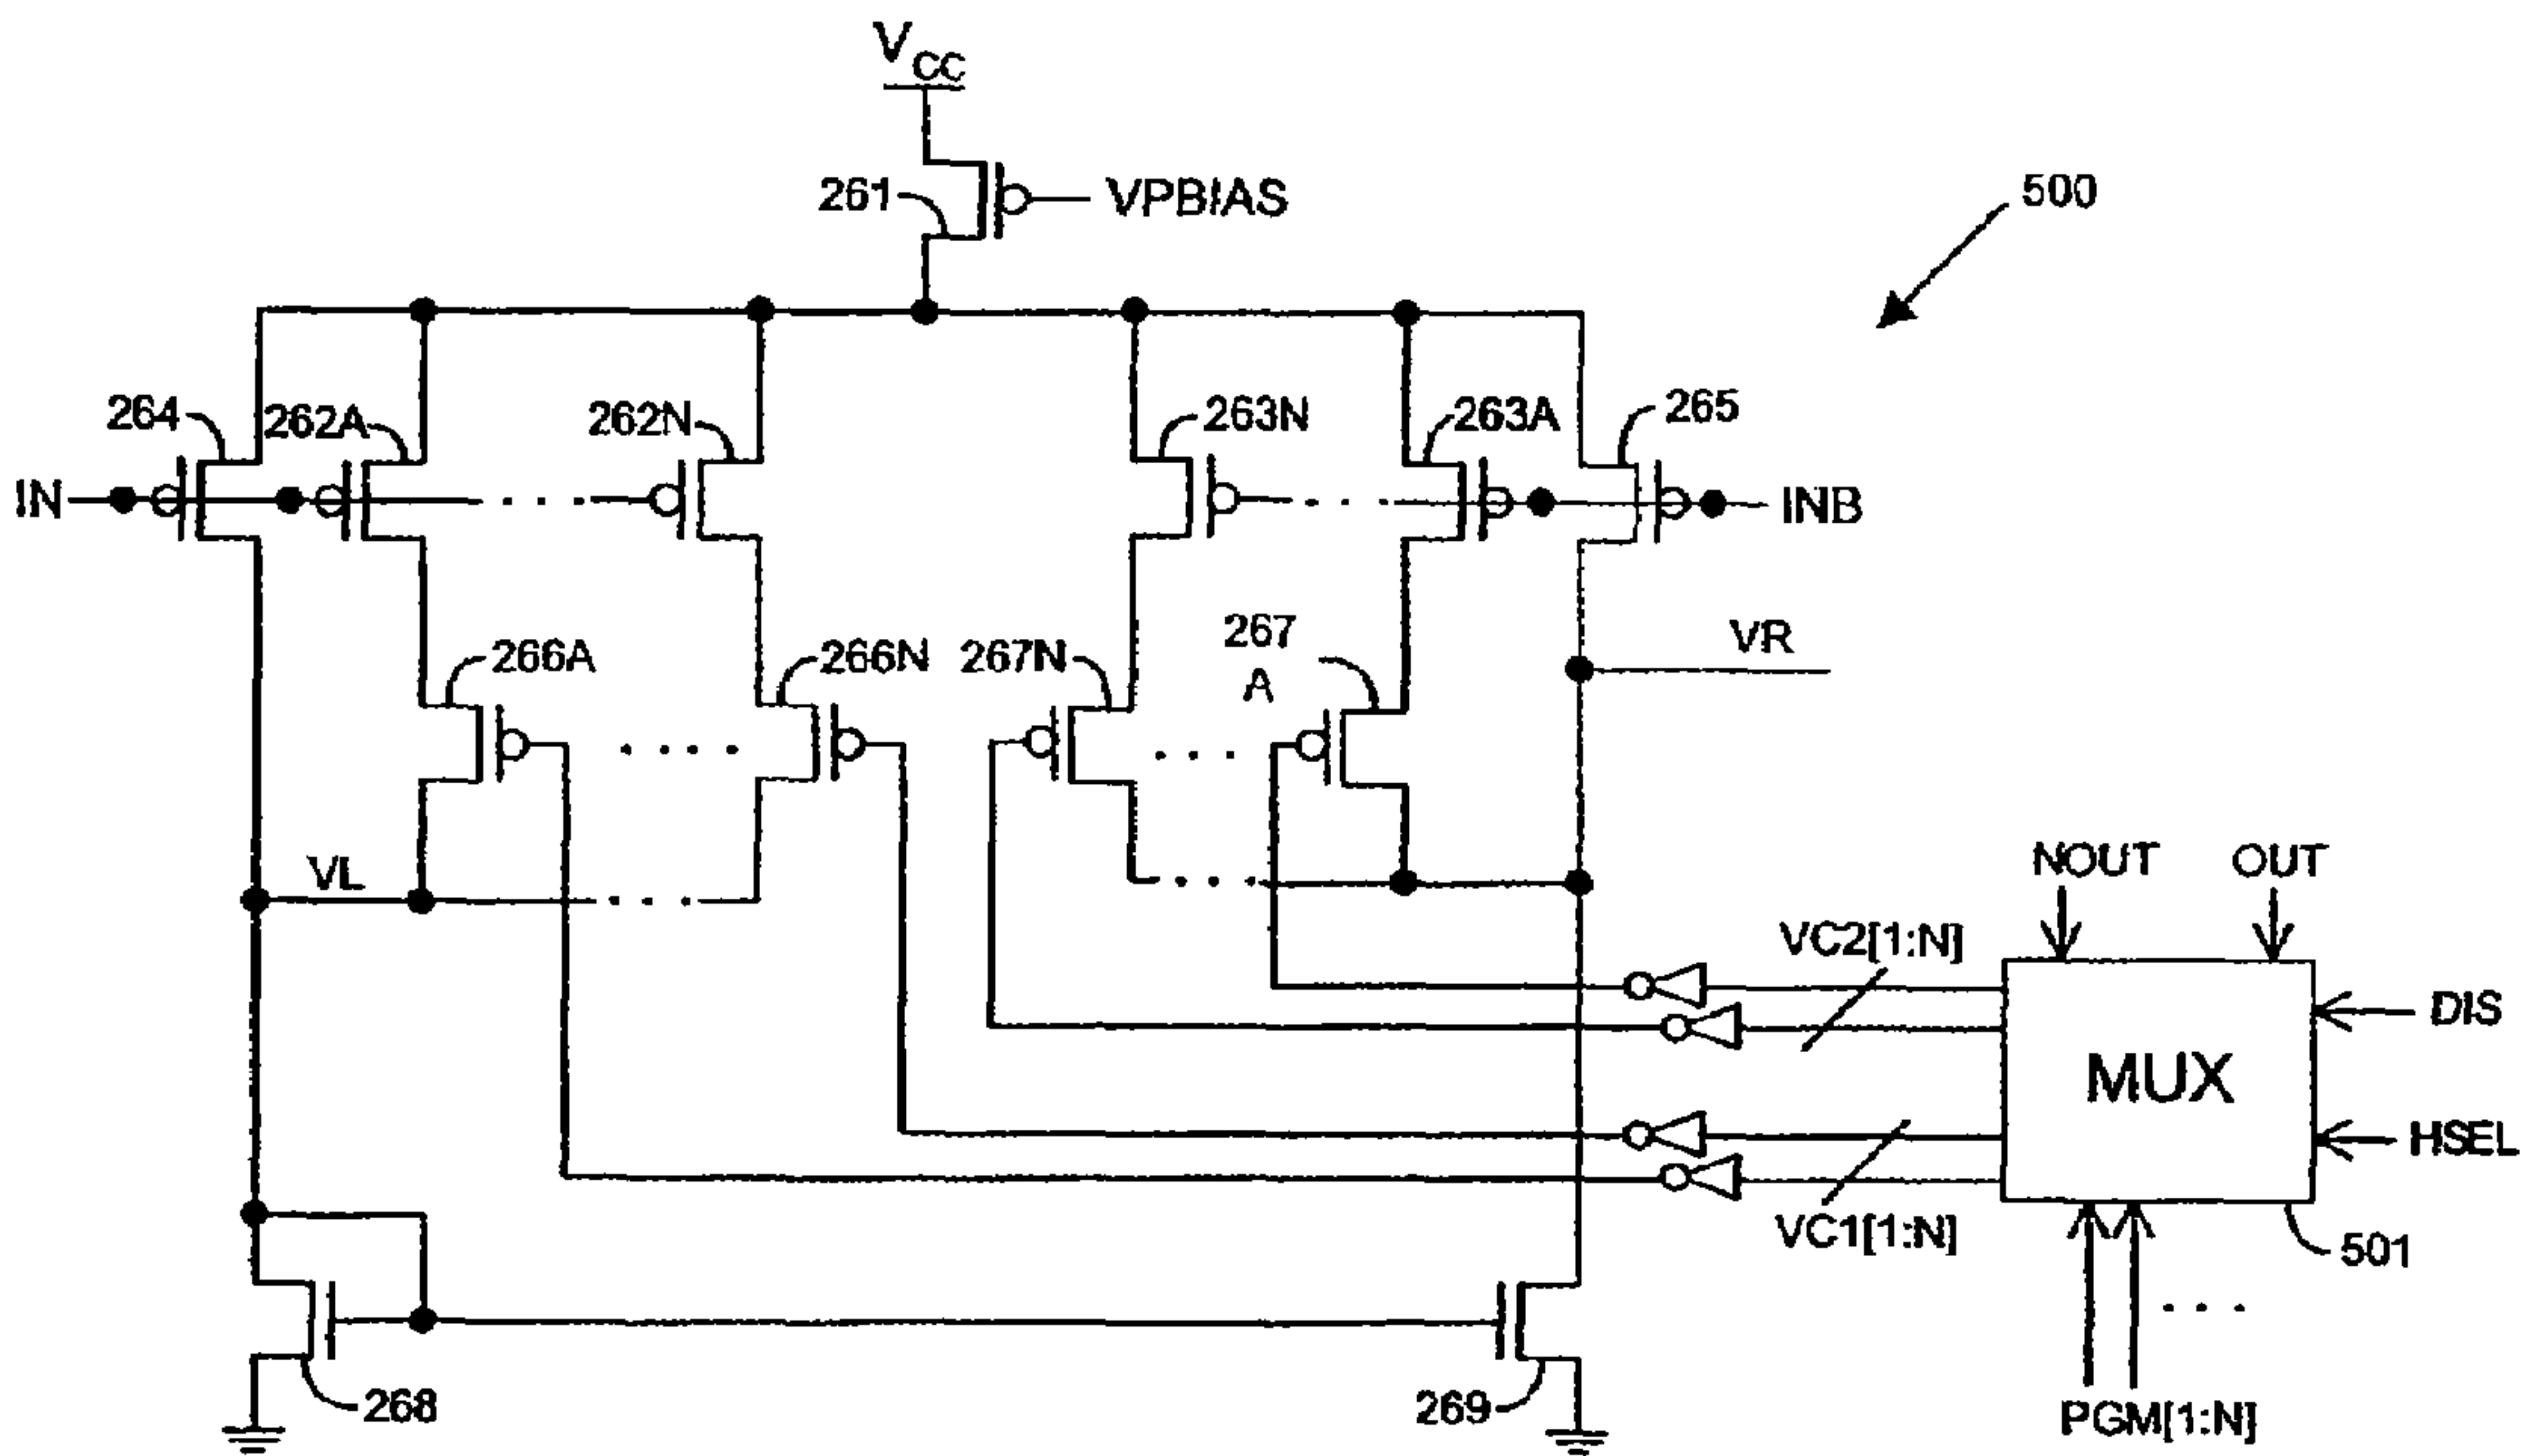 VCC
261
VPBIAS
500
264
262A
262N
263N
263A
265
IN
INB
266A
266N
267N
267
A
VR
VL
NOUT
OUT
VC2[1:N]
DIS
MUX
HSEL
VC1[1:N]
501
268
269
PGM[1:N]